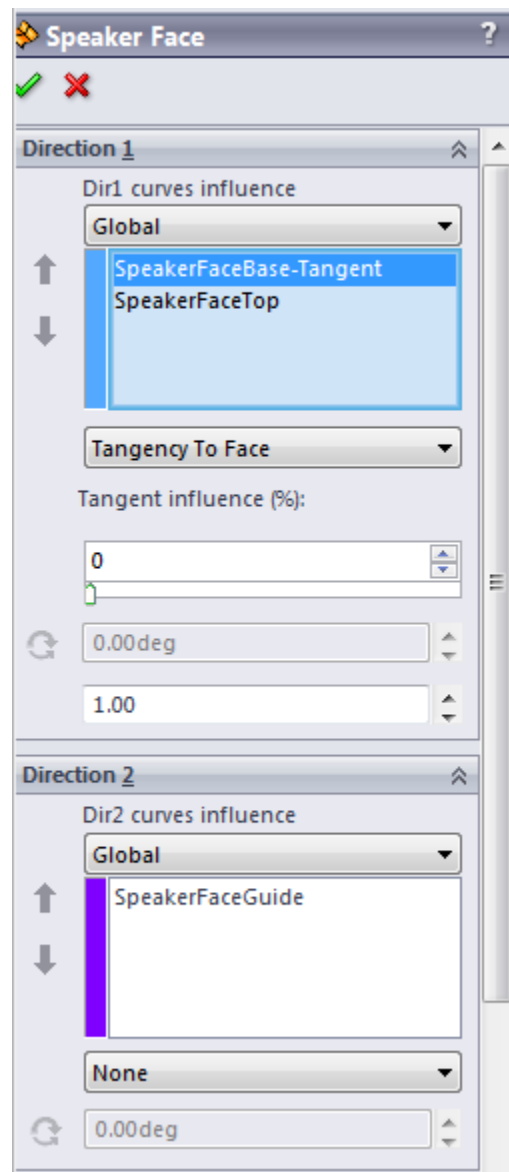 Speaker Face ?
Direction 1
Dir1 curves influence
Global
SpeakerFaceBase-Tangent
SpeakerFaceTop
Tangency To Face
Tangent influence (%):
0
0.00deg
1.00
Direction 2
Dir2 curves influence
Global
SpeakerFaceGuide
None
0.00deg